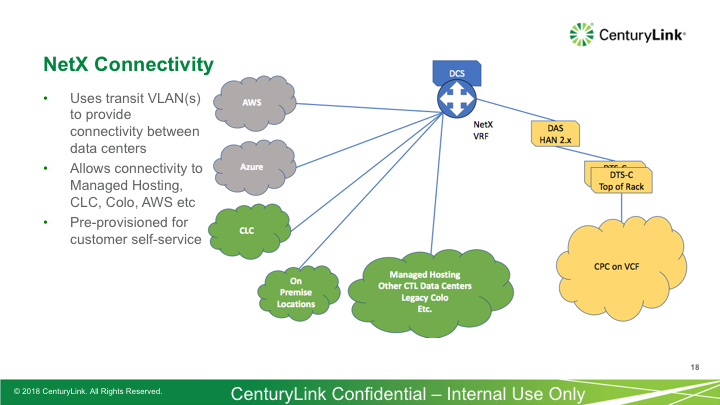 CenturyLink®
NetX Connectivity
• Uses transit VLAN(s)
to provide
connectivity between
data centers
• Allows connectivity to
Managed Hosting,
CLC, Colo, AWS etc
• Pre-provisioned for
customer self-service
DCS
NetX
VRF
AWS
Azure
CLC
On
Premise
Locations
Managed Hosting
Other CTL Data Centers
Legacy Colo
Etc.
DAS
HAN 2.x
DTS-C
DTS-C
Top of Rack
CPC on VCF
18
© 2018 CenturyLink. All Rights Reserved.
CenturyLink Confidential – Internal Use Only